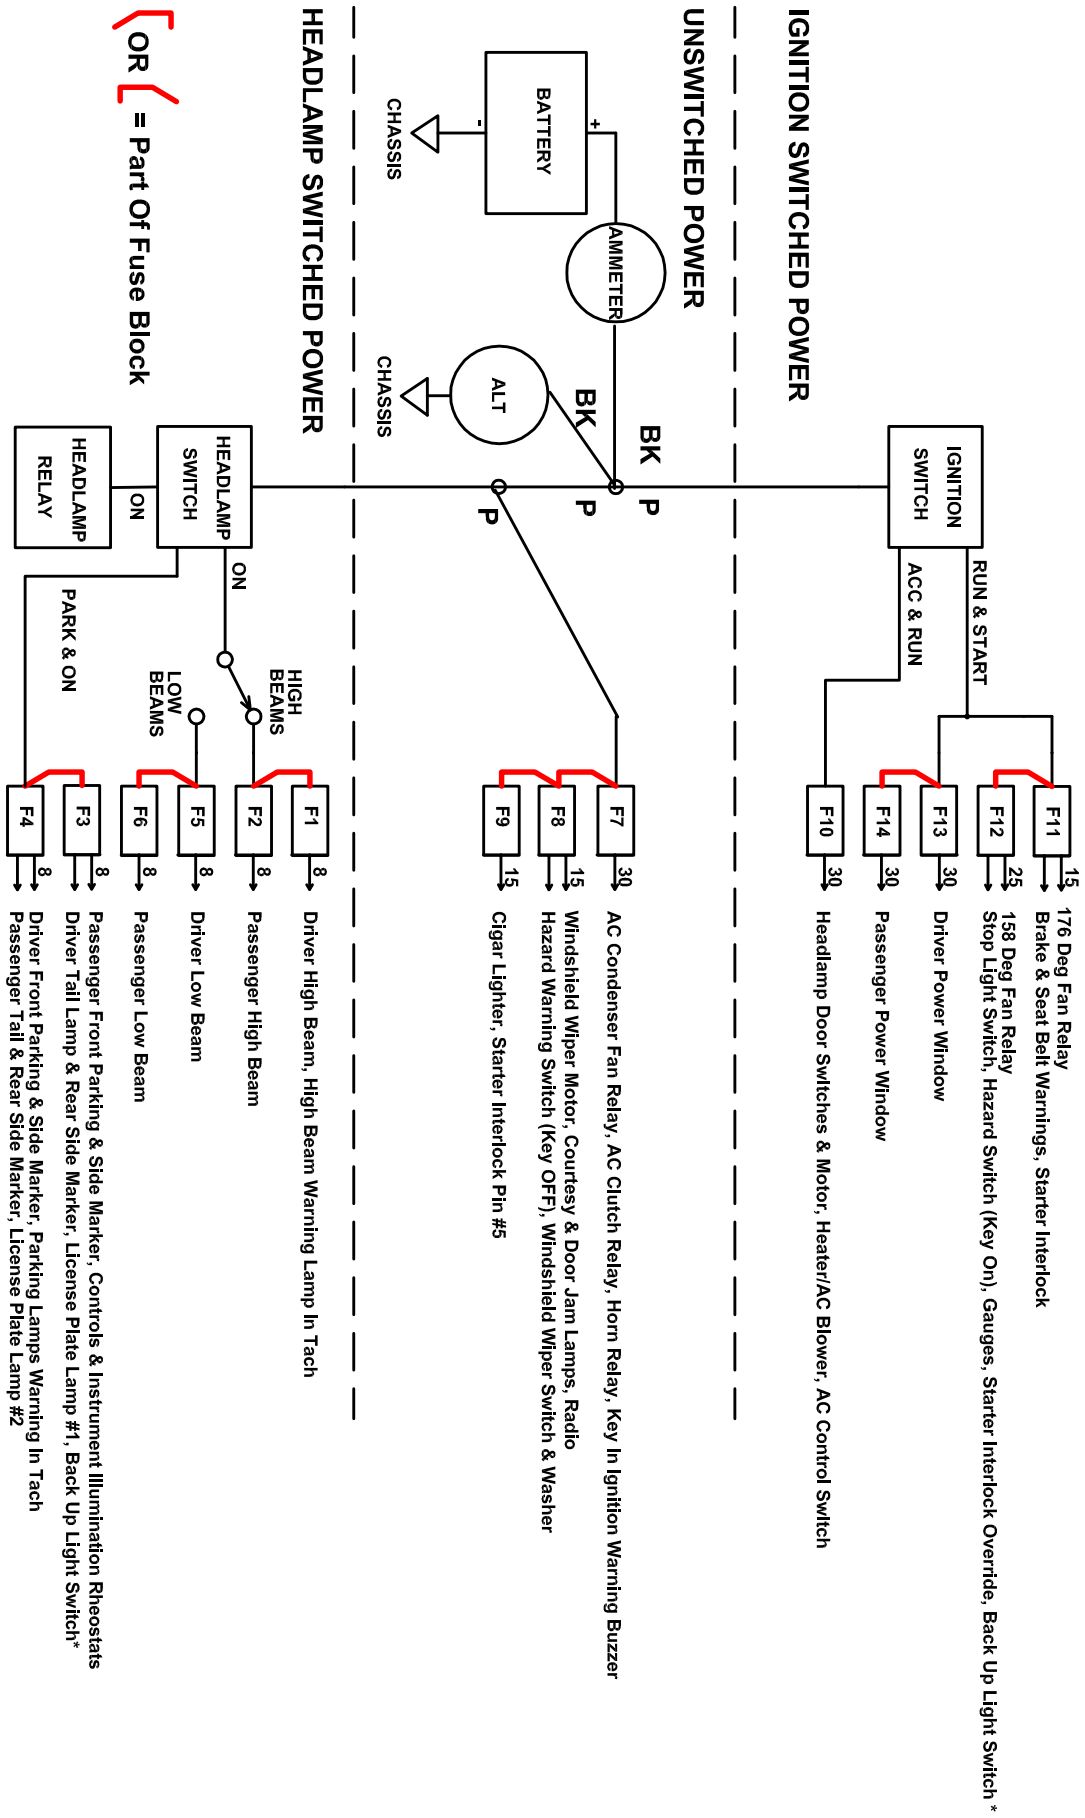 IGNITION SWITCHED POWER
IGNITION
SWITCH
RUN & START
ACC & RUN
F11
15
176 Deg Fan Relay
Brake & Seat Belt Warnings, Starter Interlock
F12
25
158 Deg Fan Relay
Stop Light Switch, Hazard Switch (Key On), Gauges, Starter Interlock Override, Back Up Light Switch *
F13
30
Driver Power Window
F14
30
Passenger Power Window
F10
30
Headlamp Door Switches & Motor, Heater/AC Blower, AC Control Switch
UNSWITCHED POWER
BATTERY
+
-
CHASSIS
AMMETER
ALT
CHASSIS
BK
BK
P
P
P
F7
30
AC Condenser Fan Relay, AC Clutch Relay, Horn Relay, Key In Ignition Warning Buzzer
F8
15
Windshield Wiper Motor, Courtesy & Door Jam Lamps, Radio
Hazard Warning Switch (Key OFF), Windshield Wiper Switch & Washer
F9
15
Cigar Lighter, Starter Interlock Pin #5
HEADLAMP SWITCHED POWER
HEADLAMP
SWITCH
ON
HEADLAMP
RELAY
ON
PARK & ON
HIGH
BEAMS
LOW
BEAMS
F1
8
Driver High Beam, High Beam Warning Lamp In Tach
F2
8
Passenger High Beam
F5
8
Driver Low Beam
F6
8
Passenger Low Beam
F3
8
Passenger Front Parking & Side Marker, Controls & Instrument Illumination Rheostats
Driver Tail Lamp & Rear Side Marker, License Plate Lamp #1, Back Up Light Switch*
F4
8
Driver Front Parking & Side Marker, Parking Lamps Warning In Tach
Passenger Tail & Rear Side Marker, License Plate Lamp #2
OR = Part Of Fuse Block